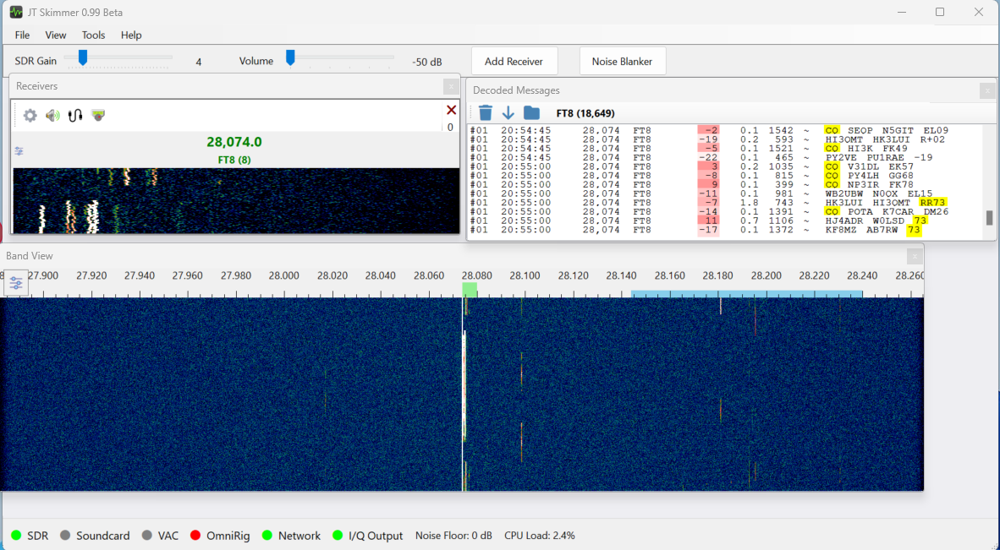 JT Skimmer 0.99 Beta
File View Tools Help
SDR Gain 4 Volume -50 dB Add Receiver Noise Blanker
Receivers
0
28,074.0
FT8 (8)
Decoded Messages
FT8 (18,649)
#01 20:54:45 28,074 FT8 -2 0.1 1542 ~ CQ SEOP N5GIT EL09
#01 20:54:45 28,074 FT8 -19 0.2 593 ~ HI3OMT HK3LUI R+02
#01 20:54:45 28,074 FT8 -5 0.1 1521 ~ CQ HI3K FK49
#01 20:54:45 28,074 FT8 -22 0.1 465 ~ PY2VE PU1RAE -19
#01 20:55:00 28,074 FT8 3 0.2 1035 ~ CQ V31DL EK57
#01 20:55:00 28,074 FT8 -8 0.1 815 ~ CQ PY4LH GG68
#01 20:55:00 28,074 FT8 9 0.1 399 ~ CQ NP3IR FK78
#01 20:55:00 28,074 FT8 -11 0.1 981 ~ WB2UBW N0OX EL15
#01 20:55:00 28,074 FT8 -7 1.8 743 ~ HK3LUI HI3OMT RR73
#01 20:55:00 28,074 FT8 -14 0.1 1391 ~ CQ POTA K7CAR DM26
#01 20:55:00 28,074 FT8 11 0.7 1106 ~ HJ4ADR W0LSD 73
#01 20:55:00 28,074 FT8 -17 0.1 1372 ~ KF8MZ AB7RW 73
Band View
27.900 27.920 27.940 27.960 27.980 28.000 28.020 28.040 28.060 28.080 28.100 28.120 28.140 28.160 28.180 28.200 28.220 28.240 28.260
SDR Soundcard VAC OmniRig Network I/Q Output Noise Floor: 0 dB CPU Load: 2.4%